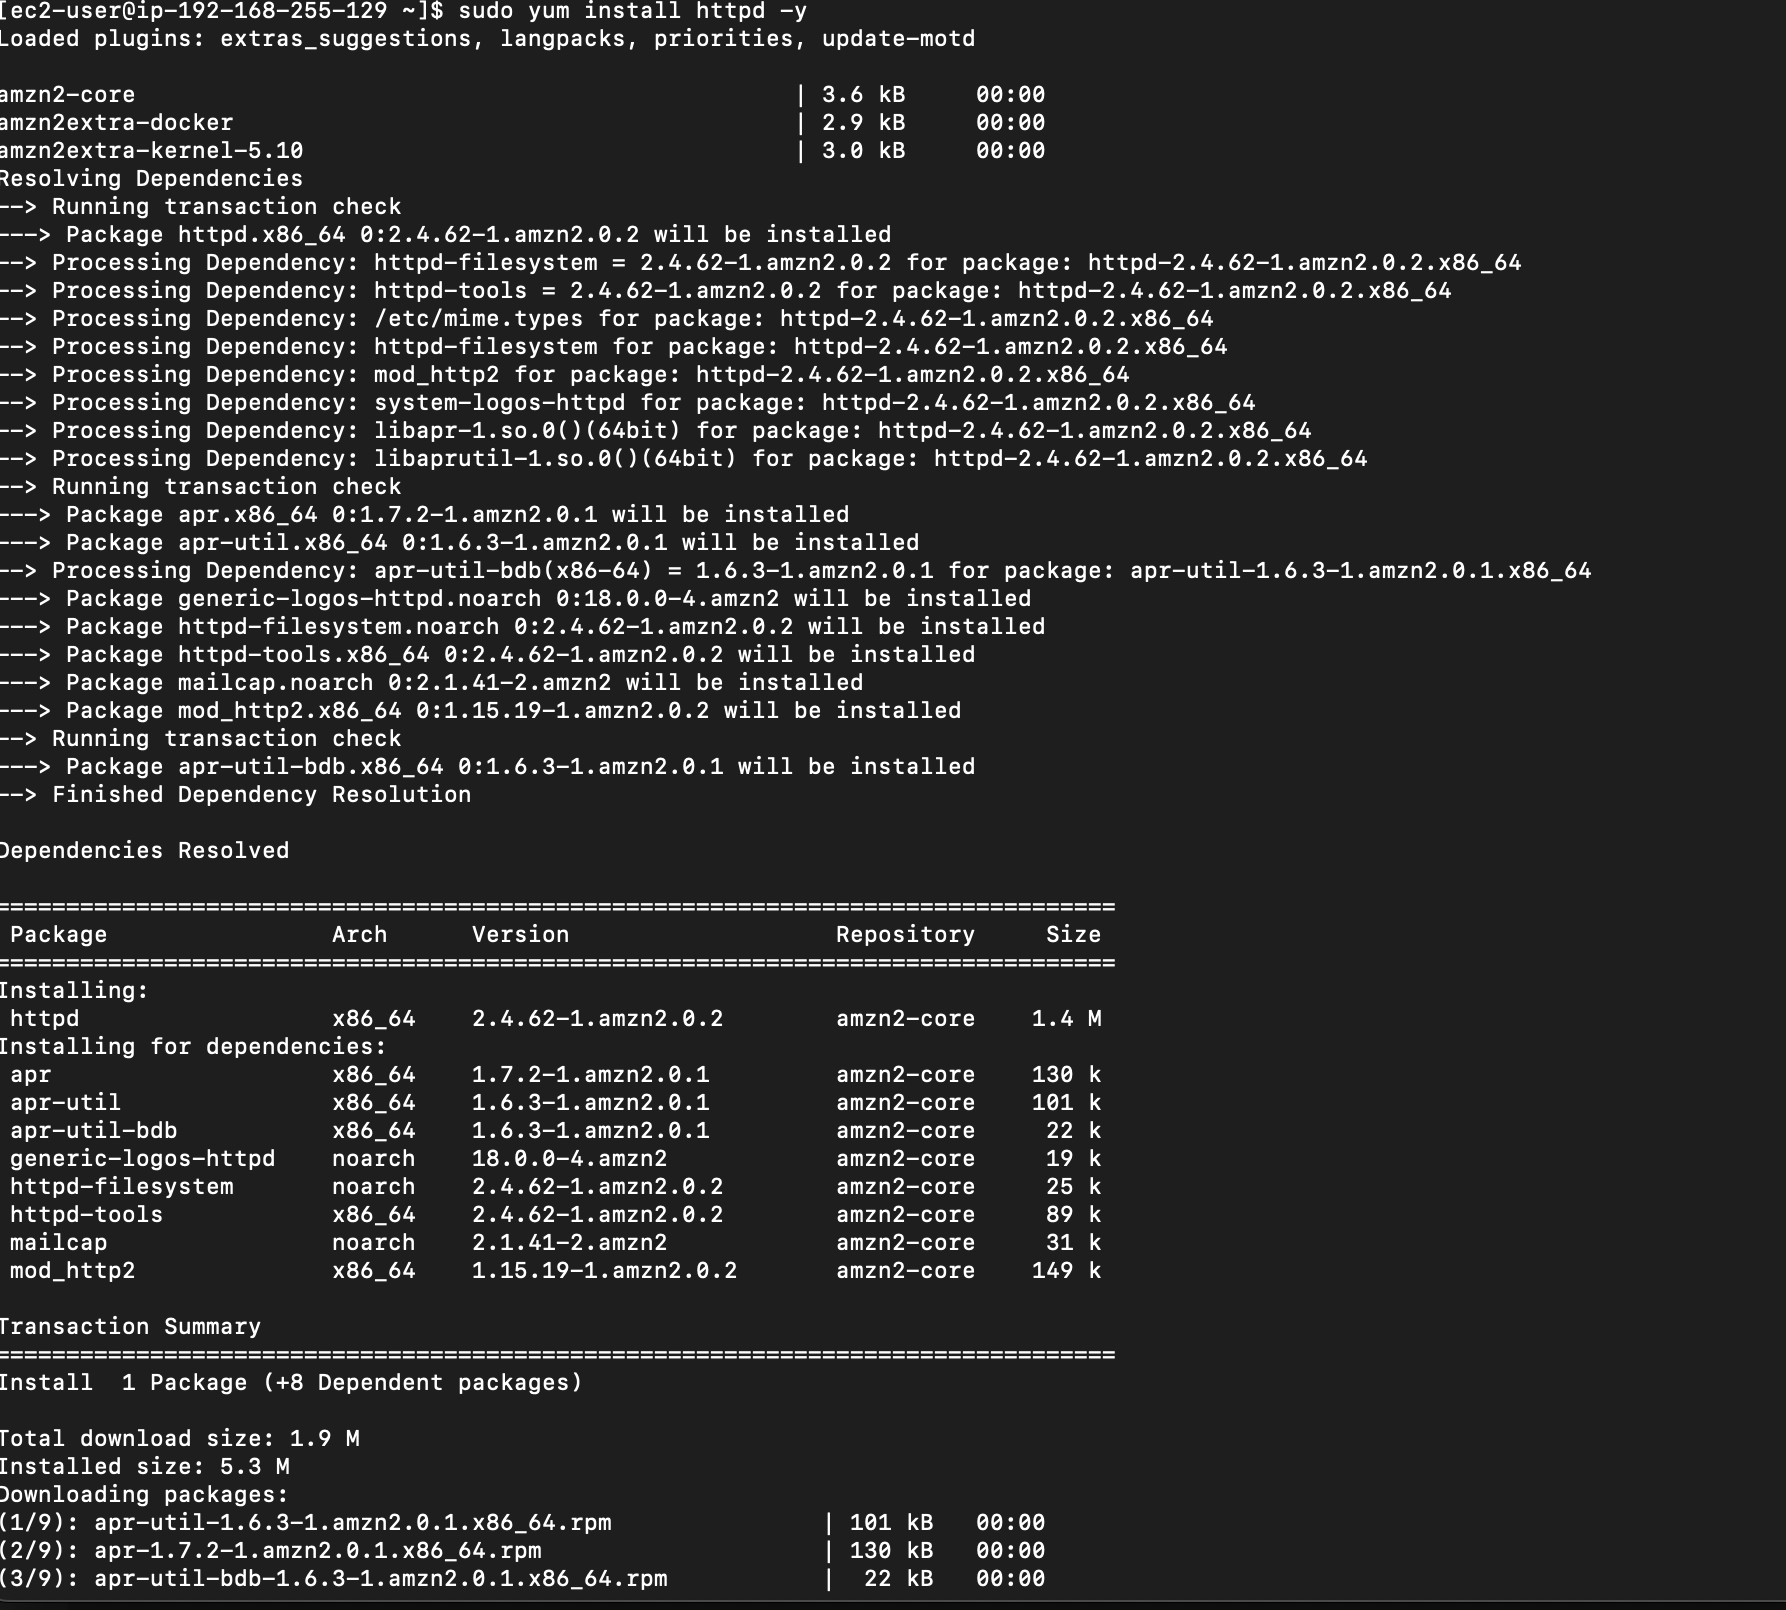 [ec2-user@ip-192-168-255-129 ~]$ sudo yum install httpd -y
Loaded plugins: extras_suggestions, langpacks, priorities, update-motd
amzn2-core | 3.6 kB 00:00
amzn2extra-docker | 2.9 kB 00:00
amzn2extra-kernel-5.10 | 3.0 kB 00:00
Resolving Dependencies
--> Running transaction check
---> Package httpd.x86_64 0:2.4.62-1.amzn2.0.2 will be installed
--> Processing Dependency: httpd-filesystem = 2.4.62-1.amzn2.0.2 for package: httpd-2.4.62-1.amzn2.0.2.x86_64
--> Processing Dependency: httpd-tools = 2.4.62-1.amzn2.0.2 for package: httpd-2.4.62-1.amzn2.0.2.x86_64
--> Processing Dependency: /etc/mime.types for package: httpd-2.4.62-1.amzn2.0.2.x86_64
--> Processing Dependency: httpd-filesystem for package: httpd-2.4.62-1.amzn2.0.2.x86_64
--> Processing Dependency: mod_http2 for package: httpd-2.4.62-1.amzn2.0.2.x86_64
--> Processing Dependency: system-logos-httpd for package: httpd-2.4.62-1.amzn2.0.2.x86_64
--> Processing Dependency: libapr-1.so.0()(64bit) for package: httpd-2.4.62-1.amzn2.0.2.x86_64
--> Processing Dependency: libaprutil-1.so.0()(64bit) for package: httpd-2.4.62-1.amzn2.0.2.x86_64
--> Running transaction check
---> Package apr.x86_64 0:1.7.2-1.amzn2.0.1 will be installed
---> Package apr-util.x86_64 0:1.6.3-1.amzn2.0.1 will be installed
--> Processing Dependency: apr-util-bdb(x86-64) = 1.6.3-1.amzn2.0.1 for package: apr-util-1.6.3-1.amzn2.0.1.x86_64
---> Package generic-logos-httpd.noarch 0:18.0.0-4.amzn2 will be installed
---> Package httpd-filesystem.noarch 0:2.4.62-1.amzn2.0.2 will be installed
---> Package httpd-tools.x86_64 0:2.4.62-1.amzn2.0.2 will be installed
---> Package mailcap.noarch 0:2.1.41-2.amzn2 will be installed
---> Package mod_http2.x86_64 0:1.15.19-1.amzn2.0.2 will be installed
--> Running transaction check
---> Package apr-util-bdb.x86_64 0:1.6.3-1.amzn2.0.1 will be installed
--> Finished Dependency Resolution
Dependencies Resolved
================================================================================
Package Arch Version Repository Size
================================================================================
Installing:
httpd x86_64 2.4.62-1.amzn2.0.2 amzn2-core 1.4 M
Installing for dependencies:
apr x86_64 1.7.2-1.amzn2.0.1 amzn2-core 130 k
apr-util x86_64 1.6.3-1.amzn2.0.1 amzn2-core 101 k
apr-util-bdb x86_64 1.6.3-1.amzn2.0.1 amzn2-core 22 k
generic-logos-httpd noarch 18.0.0-4.amzn2 amzn2-core 19 k
httpd-filesystem noarch 2.4.62-1.amzn2.0.2 amzn2-core 25 k
httpd-tools x86_64 2.4.62-1.amzn2.0.2 amzn2-core 89 k
mailcap noarch 2.1.41-2.amzn2 amzn2-core 31 k
mod_http2 x86_64 1.15.19-1.amzn2.0.2 amzn2-core 149 k
Transaction Summary
================================================================================
Install 1 Package (+8 Dependent packages)
Total download size: 1.9 M
Installed size: 5.3 M
Downloading packages:
(1/9): apr-util-1.6.3-1.amzn2.0.1.x86_64.rpm | 101 kB 00:00
(2/9): apr-1.7.2-1.amzn2.0.1.x86_64.rpm | 130 kB 00:00
(3/9): apr-util-bdb-1.6.3-1.amzn2.0.1.x86_64.rpm | 22 kB 00:00